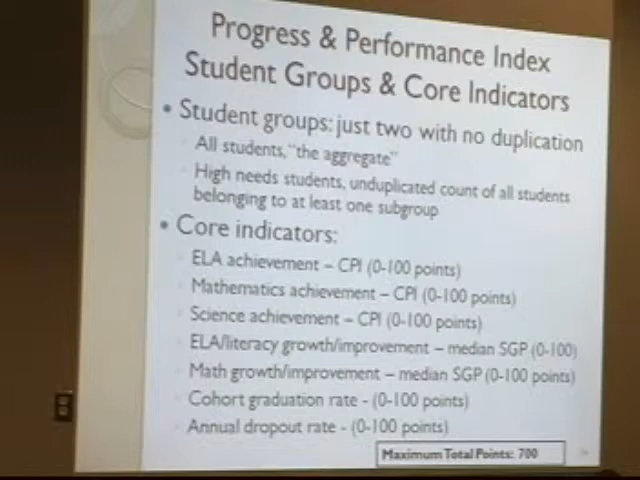 Progress & Performance Index
Student Groups & Core Indicators
• Student groups: just two with no duplication
All students, "the aggregate"
High needs students, unduplicated count of all students
belonging to at least one subgroup
• Core indicators:
ELA achievement – CPI (0-100 points)
Mathematics achievement – CPI (0-100 points)
Science achievement – CPI (0-100 points)
ELA/literacy growth/improvement – median SGP (0-100)
Math growth/improvement – median SGP (0-100 points)
Cohort graduation rate - (0-100 points)
Annual dropout rate - (0-100 points)
Maximum Total Points: 700